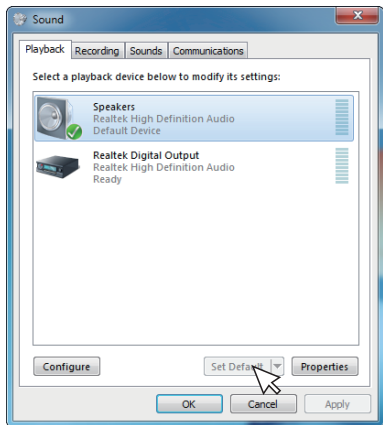 Sound
Playback Recording Sounds Communications
Select a playback device below to modify its settings:
Speakers
Realtek High Definition Audio
Default Device
Realtek Digital Output
Realtek High Definition Audio
Ready
Configure Set Default Properties
OK Cancel Apply